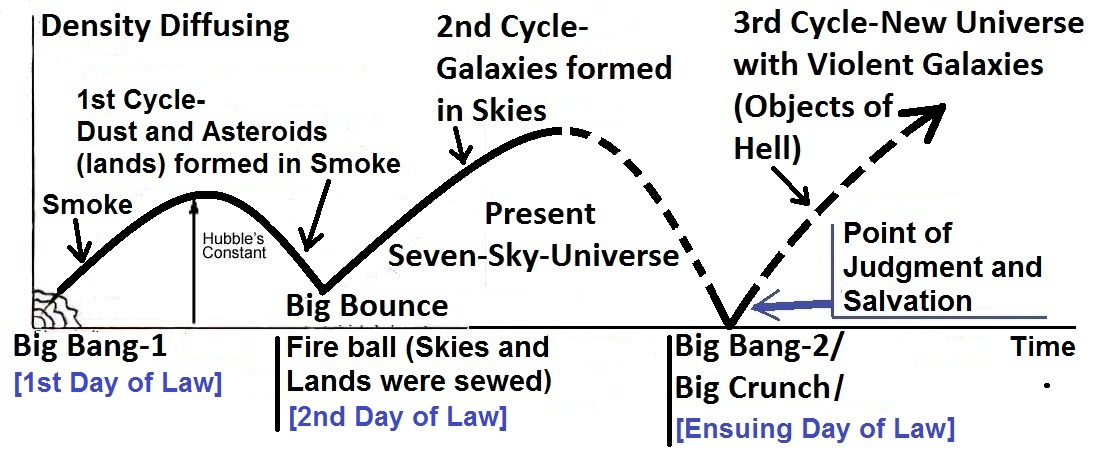 Density Diffusing
1st Cycle-
Dust and Asteroids
(lands) formed in Smoke
Smoke
Hubble's
Constant
2nd Cycle-
Galaxies formed
in Skies
Present
Seven-Sky-Universe
3rd Cycle-New Universe
with Violent Galaxies
(Objects of
Hell)
Point of
Judgment and
Salvation
Big Bounce
Big Bang-1
[1st Day of Law]
Fire ball (Skies and
Lands were sewed)
[2nd Day of Law]
Big Bang-2/
Big Crunch/
[Ensuing Day of Law]
Time